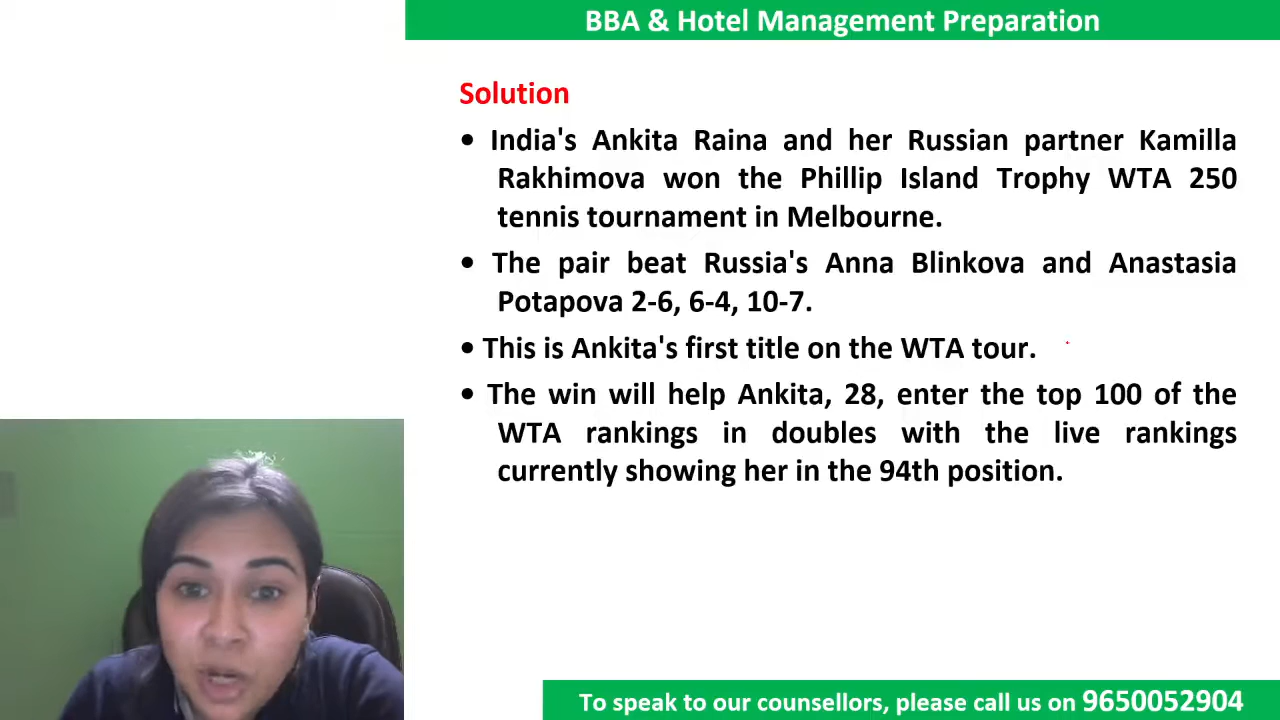 BBA & Hotel Management Preparation
Solution
• India's Ankita Raina and her Russian partner Kamilla
Rakhimova won the Phillip Island Trophy WTA 250
tennis tournament in Melbourne.
• The pair beat Russia's Anna Blinkova and Anastasia
Potapova 2-6, 6-4, 10-7.
• This is Ankita's first title on the WTA tour.
• The win will help Ankita, 28, enter the top 100 of the
WTA rankings in doubles with the live rankings
currently showing her in the 94th position.
To speak to our counsellors, please call us on 9650052904